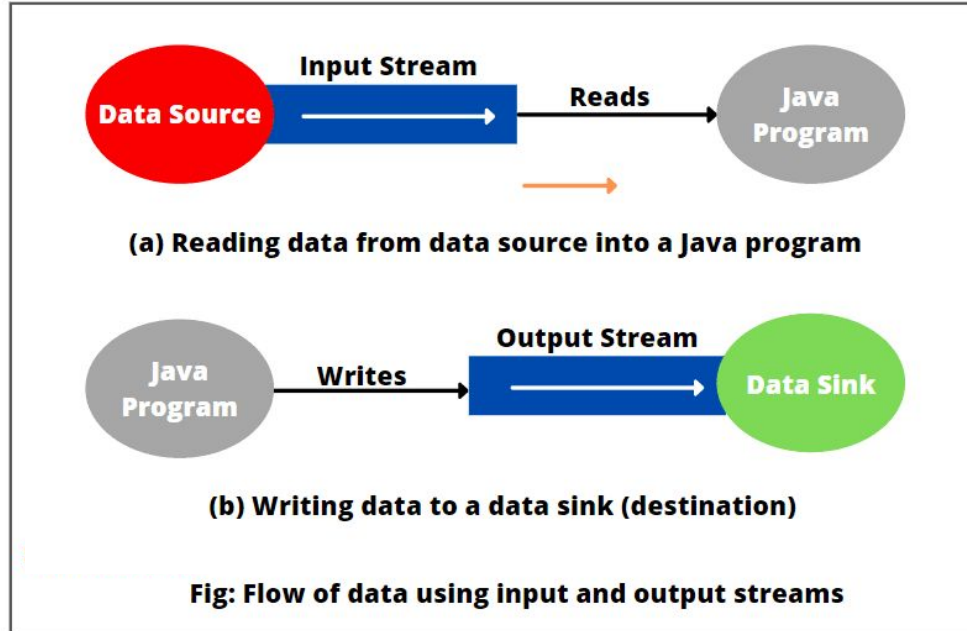 Input Stream
Data Source
Reads
Java
Program
(a) Reading data from data source into a Java program
Java
Program
Writes
Output Stream
Data Sink
(b) Writing data to a data sink (destination)
Fig: Flow of data using input and output streams